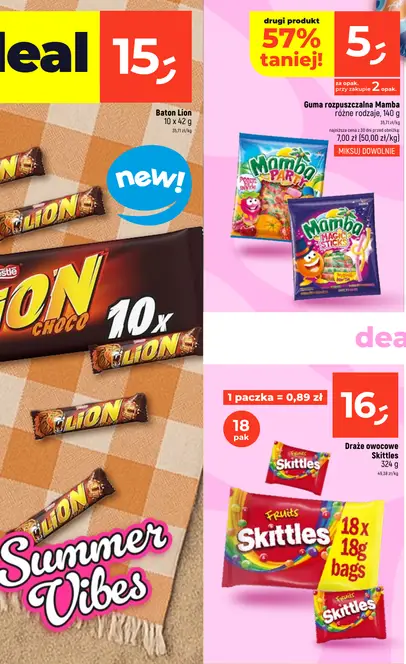 deal
15,-
Baton Lion
10 x 42 g
35,71 zł/kg
new!
LION
LION
Nestle
LION
CHOCO
10x
LION
LION
LION
Summer
Vibes
drugi produkt
57%
taniej!
5,-
za opak.
przy zakupie 2 opak.
Guma rozpuszczalna Mamba
różne rodzaje, 140 g
35,71 zł/kg
najniższa cena z 30 dni przed obniżką:
7,00 zł (50,00 zł/kg)
MIKSUJ DOWOLNIE
Mamba
PARTY
Mamba
MAGIC
STICKS
dea
1 paczka = 0,89 zł
18
pak
16,-
Draże owocowe
Skittles
324 g
49,38 zł/kg
Skittles
Fruits
Skittles
18x
18g
bags
Fruits
Skittles